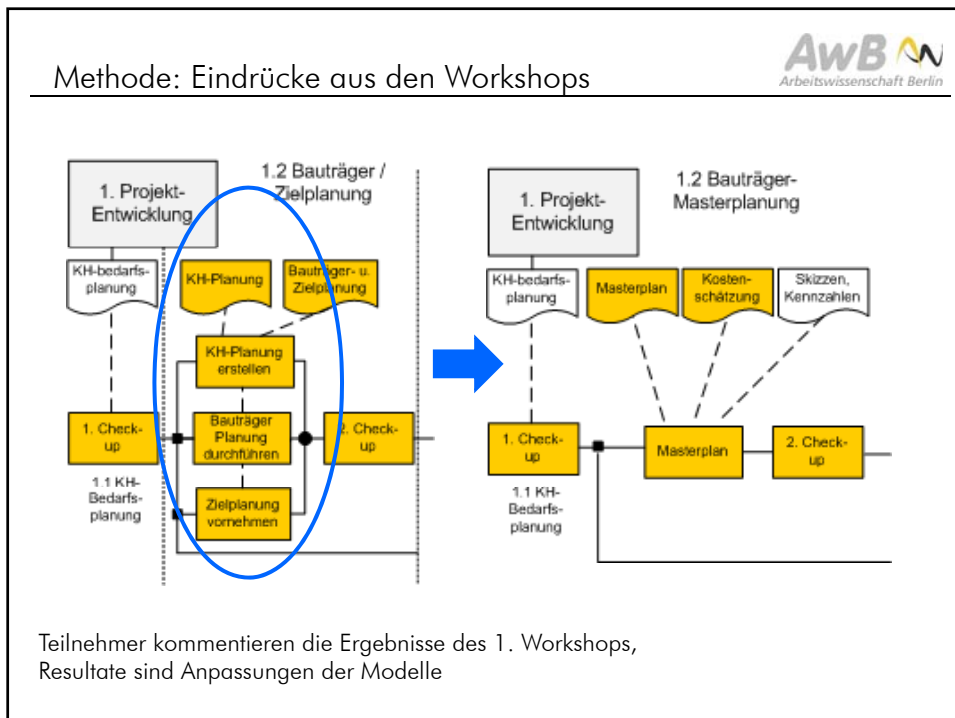 Methode: Eindrücke aus den Workshops
AwB
Arbeitswissenschaft Berlin
1. Projekt-
Entwicklung
1.2 Bauträger /
Zielplanung
KH-bedarfs-
planung
KH-Planung
Bauträger- u.
Zielplanung
KH-Planung
erstellen
1. Check-
up
Bauträger
Planung
durchführen
2. Check-
up
1.1 KH-
Bedarfs-
planung
Zielplanung
vornehmen
1. Projekt-
Entwicklung
1.2 Bauträger-
Masterplanung
KH-bedarfs-
planung
Masterplan
Kosten-
schätzung
Skizzen,
Kennzahlen
1. Check-
up
Masterplan
2. Check-
up
1.1 KH-
Bedarfs-
planung
Teilnehmer kommentieren die Ergebnisse des 1. Workshops,
Resultate sind Anpassungen der Modelle